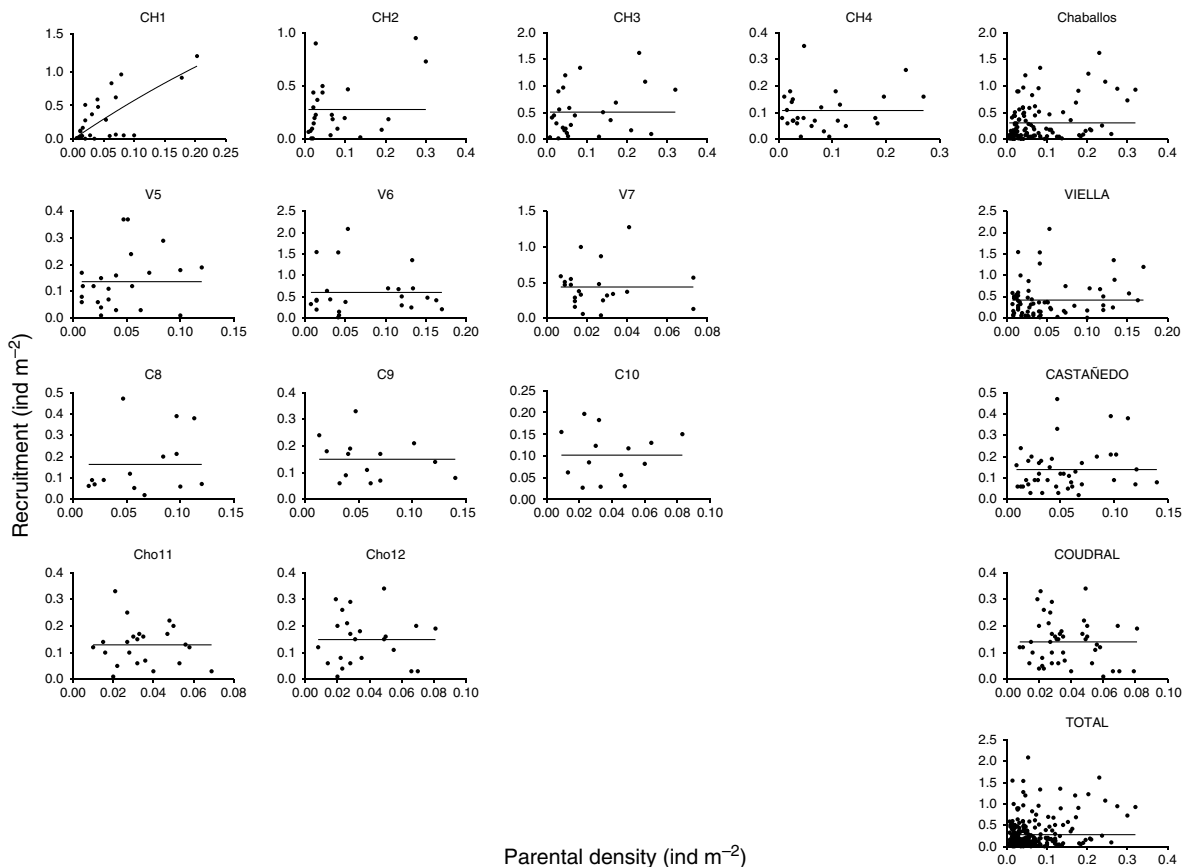 CH1 CH2 CH3 CH4 Chaballos
1.5 1.0 2.0 0.4 2.0
1.5 0.3 1.5
1.0 0.5 1.0 0.2 1.0
0.5 0.5 0.1 0.5
0.0 0.0 0.0 0.0 0.0
0.00 0.05 0.10 0.15 0.20 0.25 0.0 0.1 0.2 0.3 0.4 0.0 0.1 0.2 0.3 0.4 0.0 0.1 0.2 0.3 0.0 0.1 0.2 0.3 0.4
V5 V6 V7 VIELLA
0.4 2.5 1.5 2.5
0.3 2.0 1.0 2.0
0.2 1.5 0.5 1.5
0.1 1.0 0.0 1.0
0.0 0.5 0.5
0.0 0.0
0.00 0.05 0.10 0.15 0.00 0.05 0.10 0.15 0.20 0.00 0.02 0.04 0.06 0.08 0.00 0.05 0.10 0.15 0.20
Recruitment (ind m⁻²)
C8 C9 C10 CASTAÑEDO
0.5 0.4 0.25 0.5
0.4 0.3 0.20 0.4
0.3 0.2 0.15 0.3
0.2 0.1 0.10 0.2
0.1 0.0 0.05 0.1
0.0 0.00 0.0
0.00 0.05 0.10 0.15 0.00 0.05 0.10 0.15 0.00 0.02 0.04 0.06 0.08 0.10 0.00 0.05 0.10 0.15
Cho11 Cho12 COUDRAL
0.4 0.4 0.4
0.3 0.3 0.3
0.2 0.2 0.2
0.1 0.1 0.1
0.0 0.0 0.0
0.00 0.02 0.04 0.06 0.08 0.00 0.02 0.04 0.06 0.08 0.10 0.00 0.02 0.04 0.06 0.08 0.10
TOTAL
2.5
2.0
1.5
1.0
0.5
0.0
0.0 0.1 0.2 0.3 0.4
Parental density (ind m⁻²)